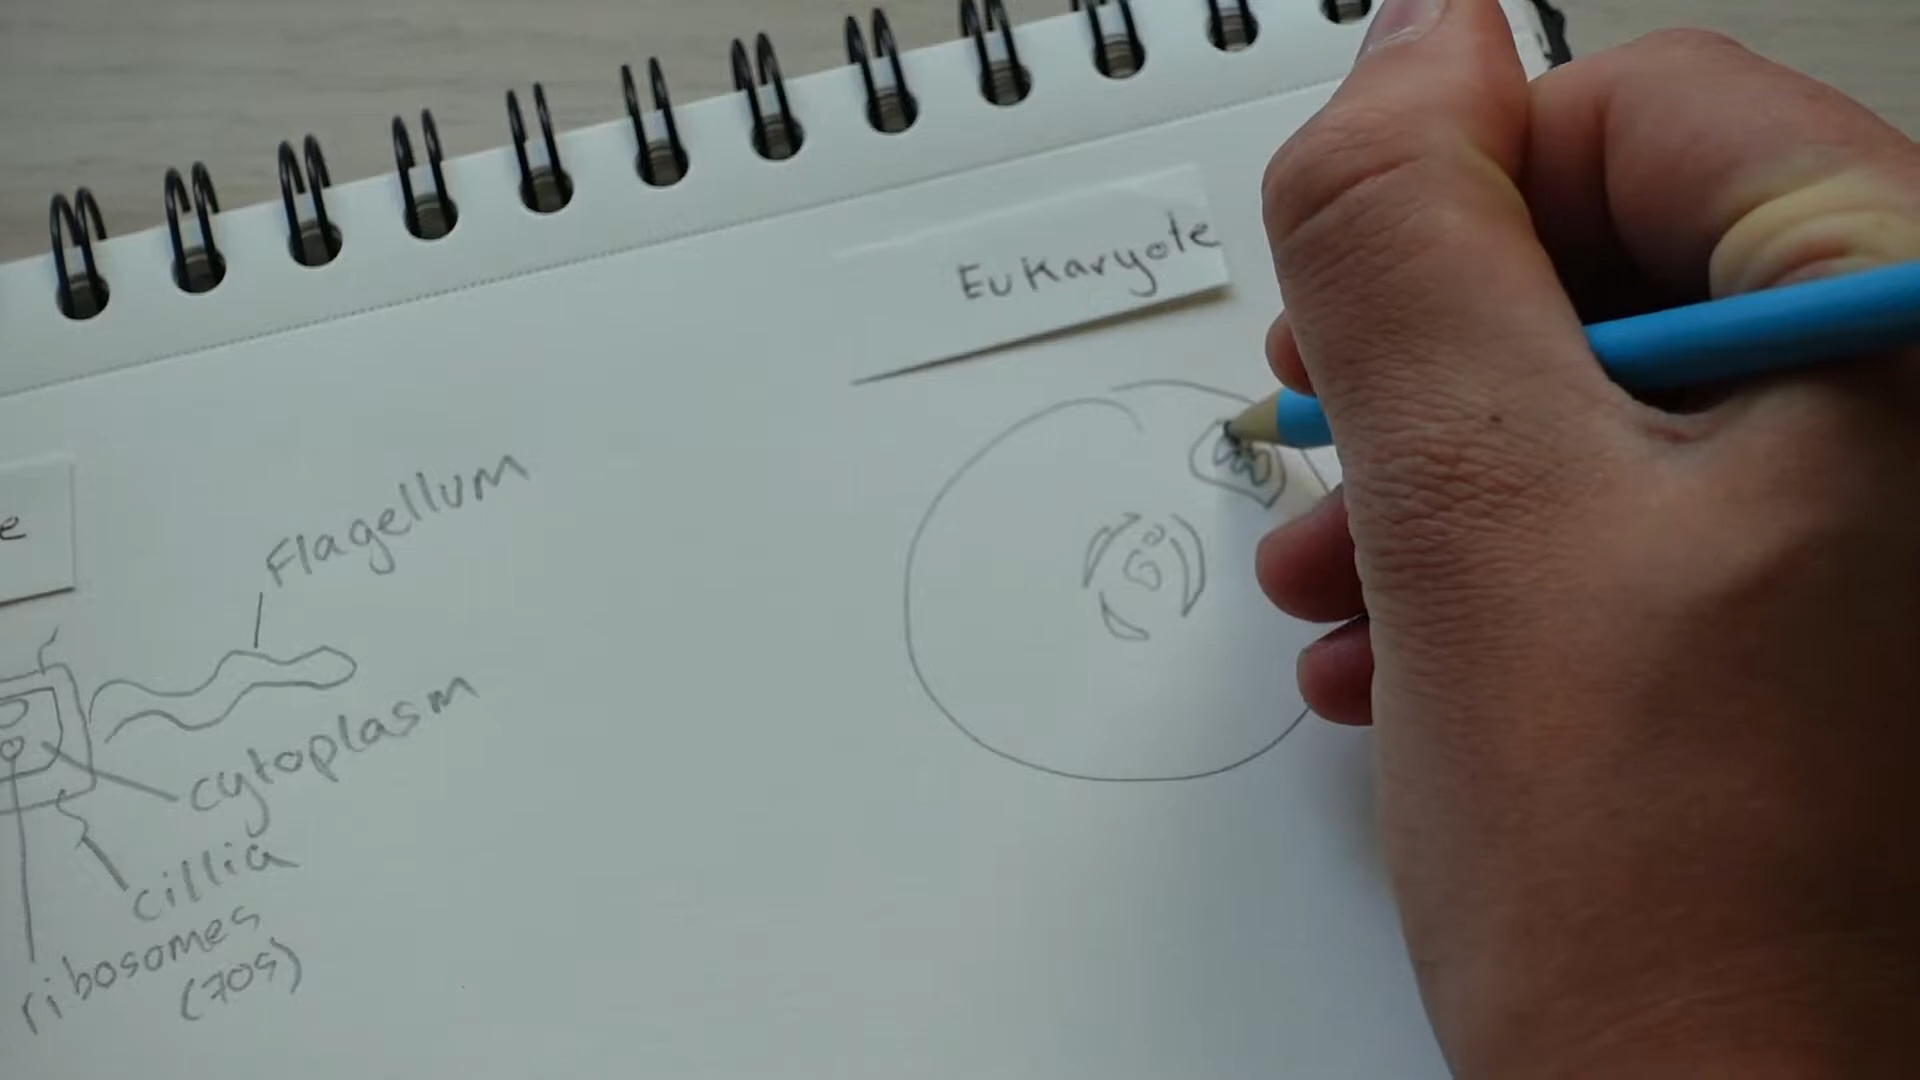 Eukaryote
e
Flagellum
cytoplasm
cillia
ribosomes
(70s)